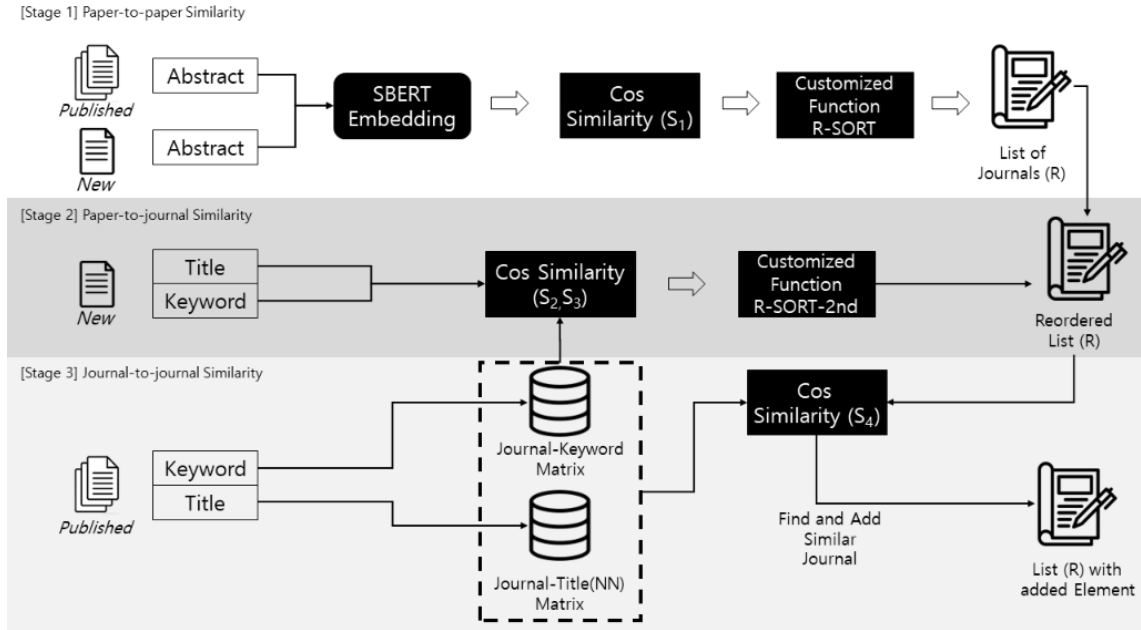 [Stage 1] Paper-to-paper Similarity
Published
Abstract
New
Abstract
SBERT
Embedding
Cos
Similarity (S₁)
Customized
Function
R-SORT
List of
Journals (R)
[Stage 2] Paper-to-journal Similarity
New
Title
Keyword
Cos Similarity
(S₂,S₃)
Customized
Function
R-SORT-2nd
Reordered
List (R)
[Stage 3] Journal-to-journal Similarity
Published
Keyword
Title
Journal-Keyword
Matrix
Journal-Title(NN)
Matrix
Cos
Similarity (S₄)
Find and Add
Similar
Journal
List (R) with
added Element